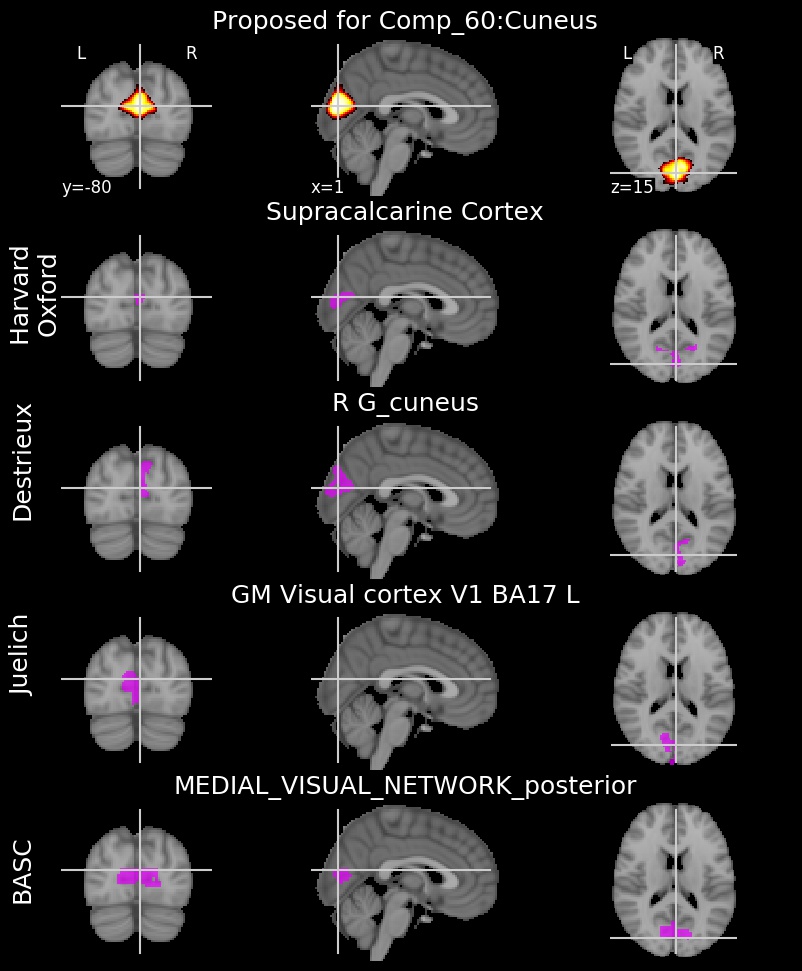 Proposed for Comp_60:Cuneus
L R L R
y=-80 x=1 z=15
Supracalcarine Cortex
Harvard
Oxford
R G_cuneus
Destrieux
GM Visual cortex V1 BA17 L
Juelich
MEDIAL_VISUAL_NETWORK_posterior
BASC